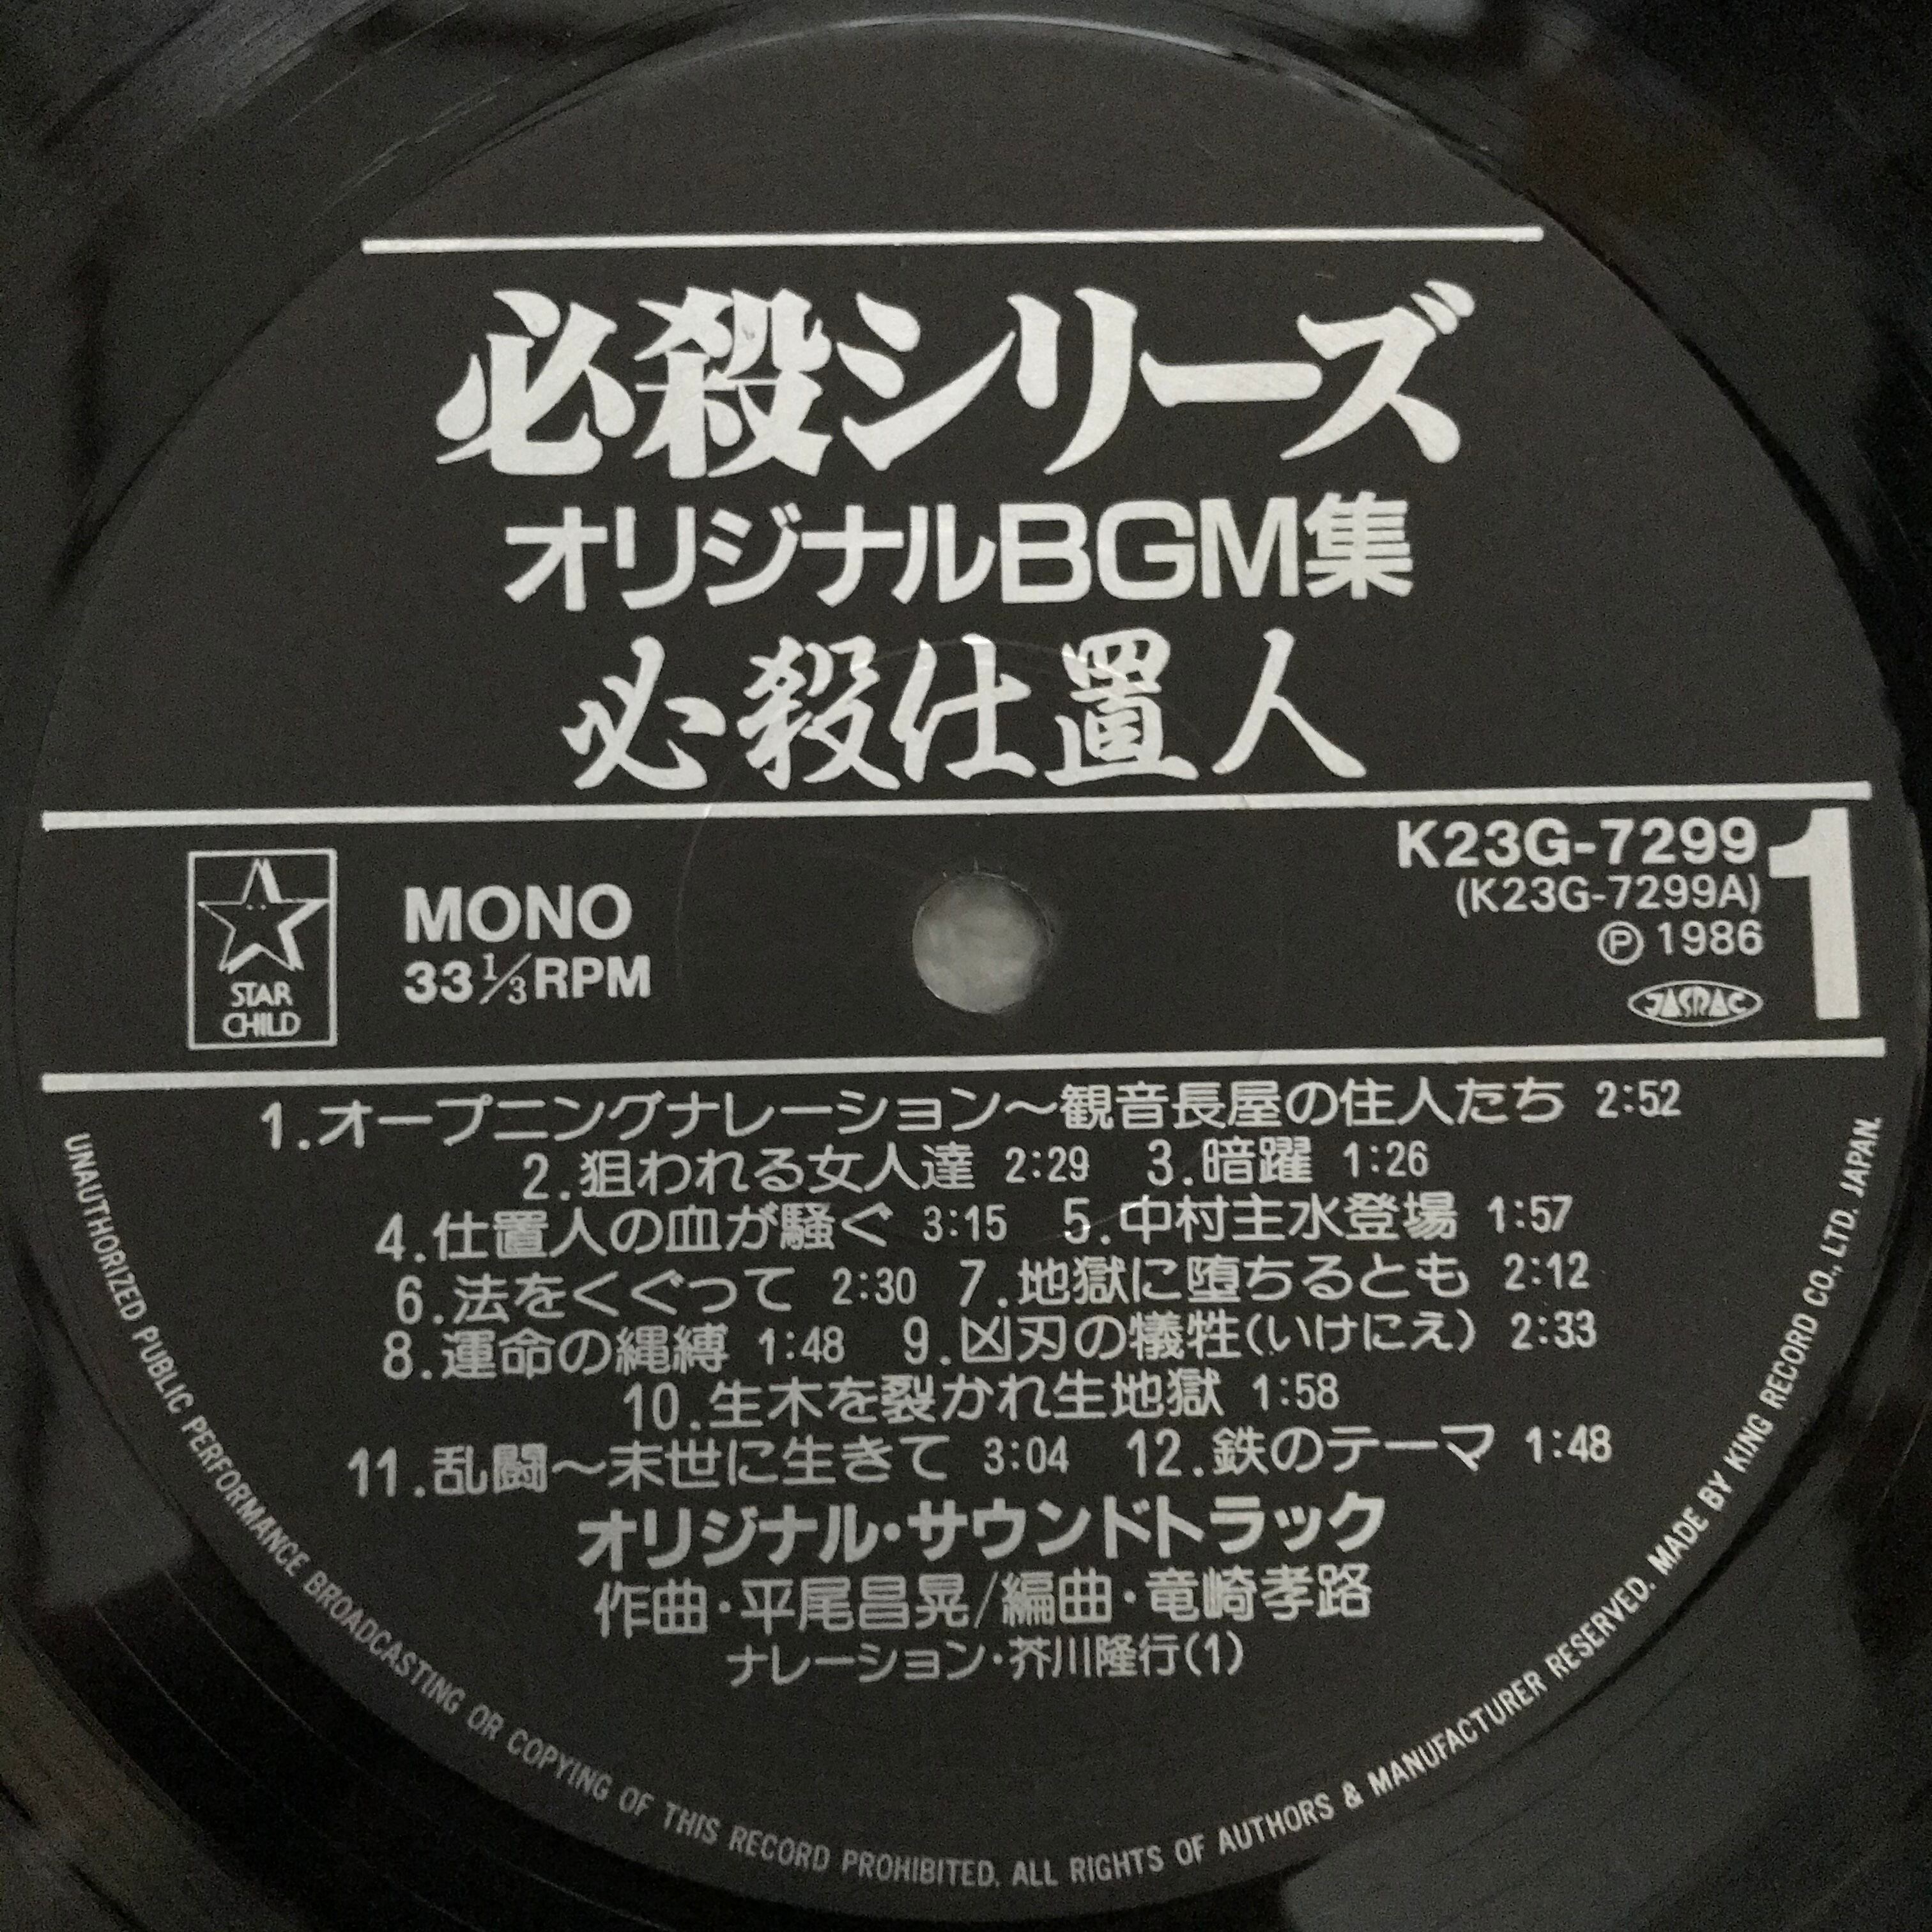 必殺シリーズ
オリジナルBGM集
必殺仕置人
STAR
CHILD
MONO
33 1/3 RPM
K23G-7299
(K23G-7299A)
Ⓟ 1986
JASRAC
1
1.オープニングナレーション〜観音長屋の住人たち 2:52
2.狙われる女人達 2:29 3.暗躍 1:26
4.仕置人の血が騒ぐ 3:15 5.中村主水登場 1:57
6.法をくぐって 2:30 7.地獄に堕ちるとも 2:12
8.運命の縄縛 1:48 9.凶刃の犠牲(いけにえ) 2:33
10.生木を裂かれ生地獄 1:58
11.乱闘〜末世に生きて 3:04 12.鉄のテーマ 1:48
オリジナル・サウンドトラック
作曲・平尾昌晃/編曲・竜崎孝路
ナレーション・芥川隆行(1)
UNAUTHORIZED PUBLIC PERFORMANCE BROADCASTING OR COPYING OF THIS RECORD PROHIBITED. ALL RIGHTS OF AUTHORS & MANUFACTURER RESERVED. MADE BY KING RECORD CO., LTD. JAPAN.